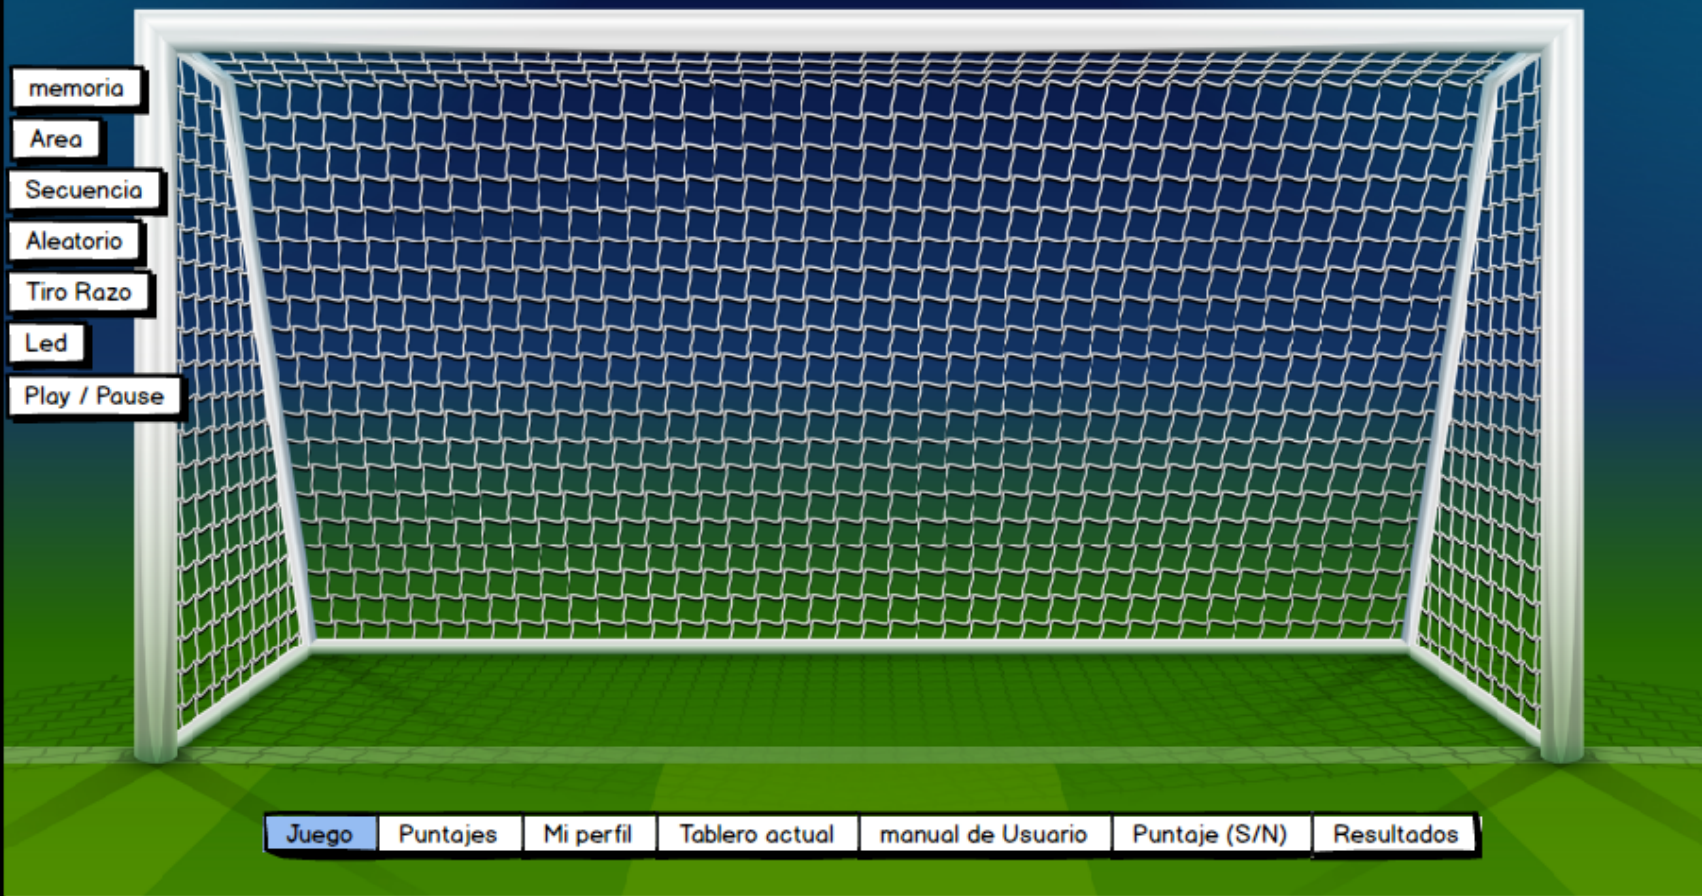 memoria
Area
Secuencia
Aleatorio
Tiro Razo
Led
Play / Pause
Juego Puntajes Mi perfil Tablero actual manual de Usuario Puntaje (S/N) Resultados